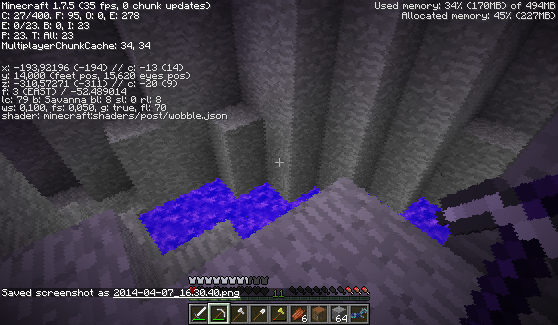 Minecraft 1.7.5 (35 fps, 0 chunk updates)
C: 27/400. F: 95, O: 0, E: 278
E: 0/23. B: 0, I: 23
P: 23. T: All: 23
MultiplayerChunkCache: 34, 34
Used memory: 34% (170MB) of 494MB
Allocated memory: 45% (227MB)
x: -193,92196 (-194) // c: -13 (14)
y: 14,000 (feet pos, 15,620 eyes pos)
z: -310,57271 (-311) // c: -20 (9)
f: 3 (EAST) / -52.489014
lc: 79 b: Savanna bl: 8 sl: 0 rl: 8
ws: 0,100, fs: 0,050, g: true, fl: 70
shader: minecraft:shaders/post/wobble.json
Saved screenshot as 2014-04-07_16.30.40.png
11
6
64